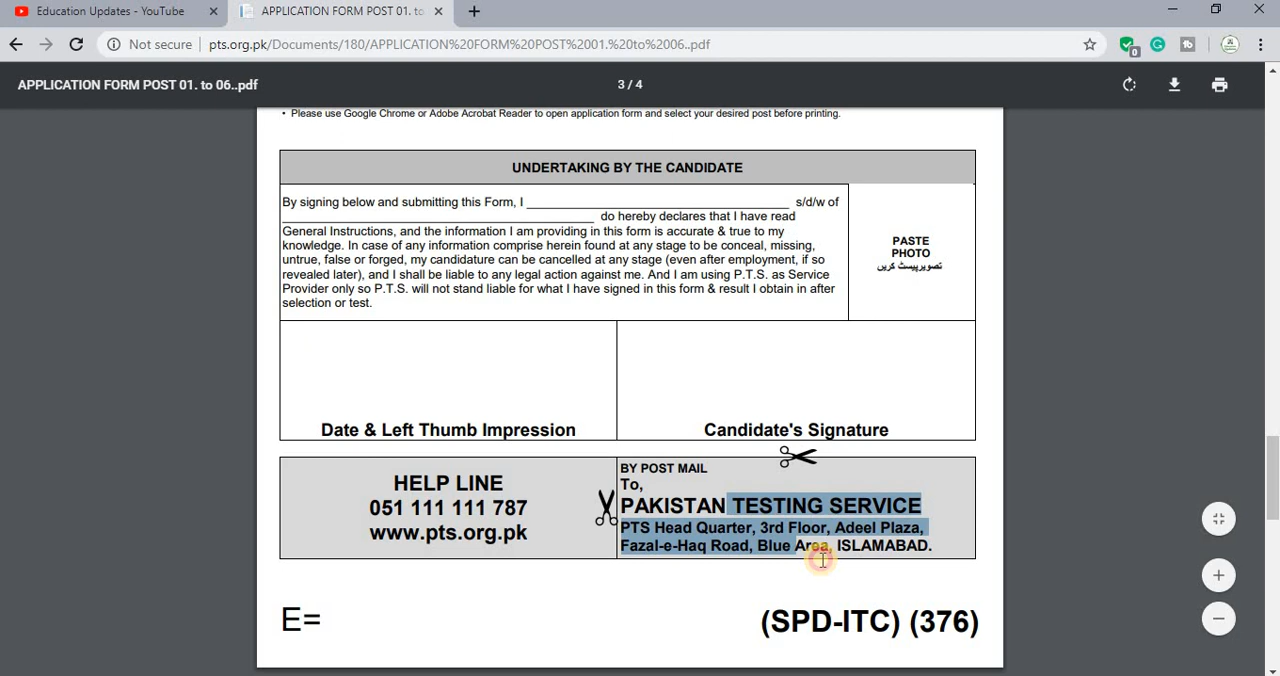 Education Updates - YouTube
APPLICATION FORM POST 01. to
Not secure
pts.org.pk/Documents/180/APPLICATION%20FORM%20POST%2001.%20to%2006..pdf
0
APPLICATION FORM POST 01. to 06..pdf
3 / 4
• Please use Google Chrome or Adobe Acrobat Reader to open application form and select your desired post before printing.
UNDERTAKING BY THE CANDIDATE
By signing below and submitting this Form, I ______________________________________ s/d/w of
______________________________________________ do hereby declares that I have read
General Instructions, and the information I am providing in this form is accurate & true to my
knowledge. In case of any information comprise herein found at any stage to be conceal, missing,
untrue, false or forged, my candidature can be cancelled at any stage (even after employment, if so
revealed later), and I shall be liable to any legal action against me. And I am using P.T.S. as Service
Provider only so P.T.S. will not stand liable for what I have signed in this form & result I obtain in after
selection or test.
PASTE
PHOTO
تصویرپیسٹ کریں
Date & Left Thumb Impression
Candidate's Signature
HELP LINE
051 111 111 787
www.pts.org.pk
BY POST MAIL
To,
PAKISTAN TESTING SERVICE
PTS Head Quarter, 3rd Floor, Adeel Plaza,
Fazal-e-Haq Road, Blue Area, ISLAMABAD.
E=
(SPD-ITC) (376)